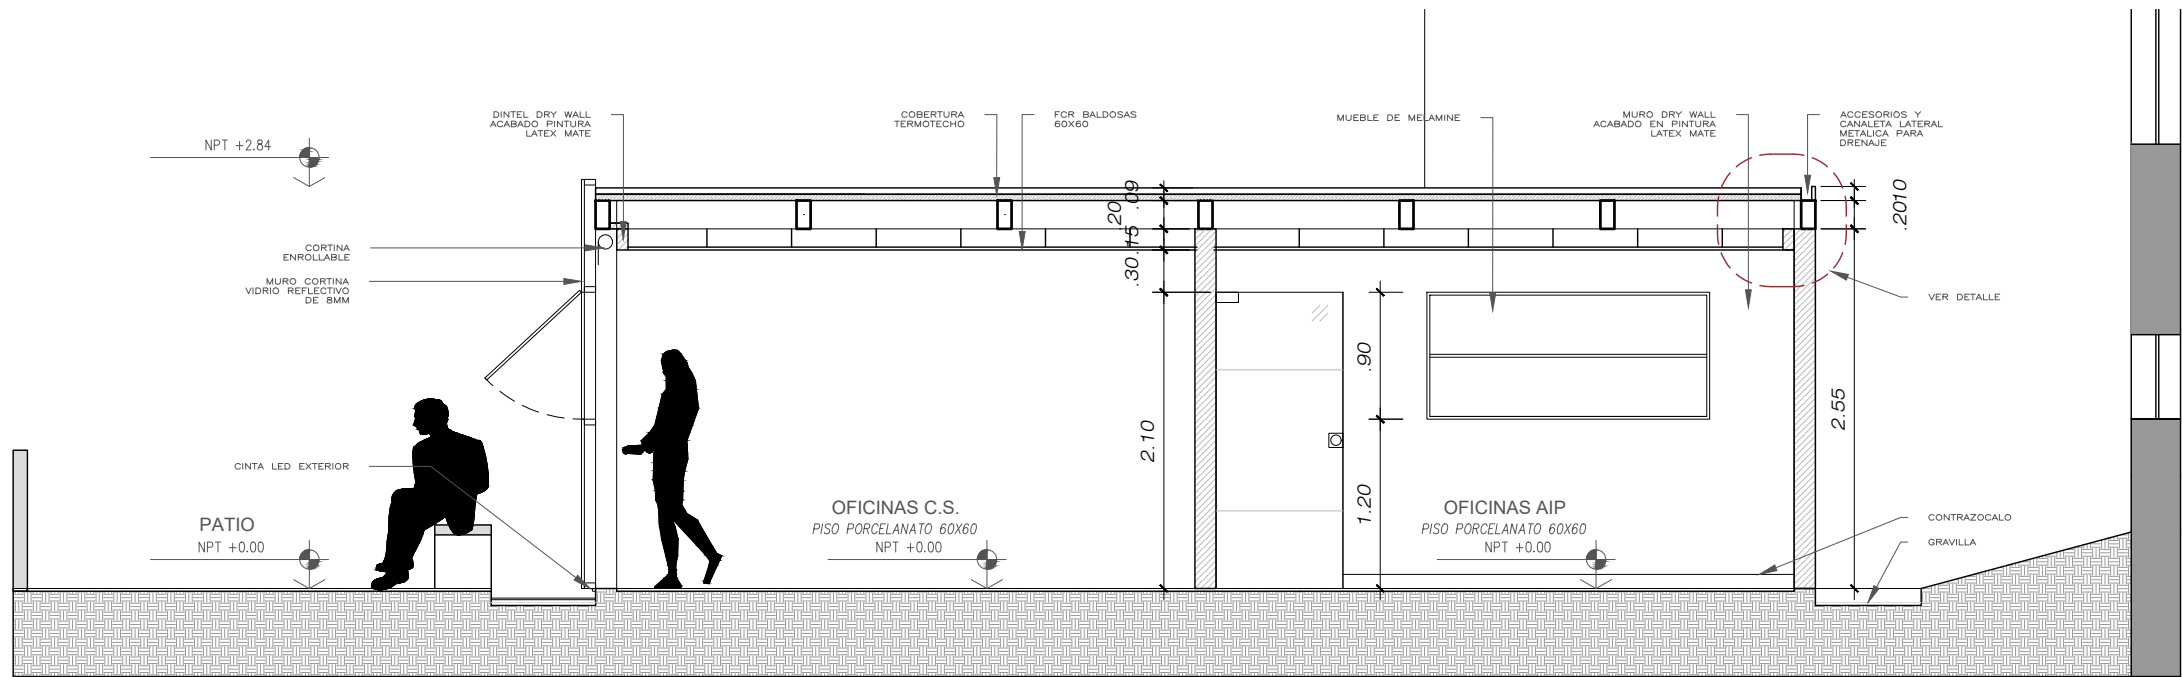 DINTEL DRY WALL
ACABADO PINTURA
LATEX MATE
COBERTURA
TERMOTECHO
FCR BALDOSAS
60X60
MUEBLE DE MELAMINE
MURO DRY WALL
ACABADO EN PINTURA
LATEX MATE
ACCESORIOS Y
CANALETA LATERAL
METALICA PARA
DRENAJE
NPT +2.84
.09
.20
.15
.30
.2010
CORTINA
ENROLLABLE
MURO CORTINA
VIDRIO REFLECTIVO
DE 8MM
VER DETALLE
.90
2.55
2.10
1.20
CINTA LED EXTERIOR
PATIO
NPT +0.00
OFICINAS C.S.
PISO PORCELANATO 60X60
NPT +0.00
OFICINAS AIP
PISO PORCELANATO 60X60
NPT +0.00
CONTRAZOCALO
GRAVILLA